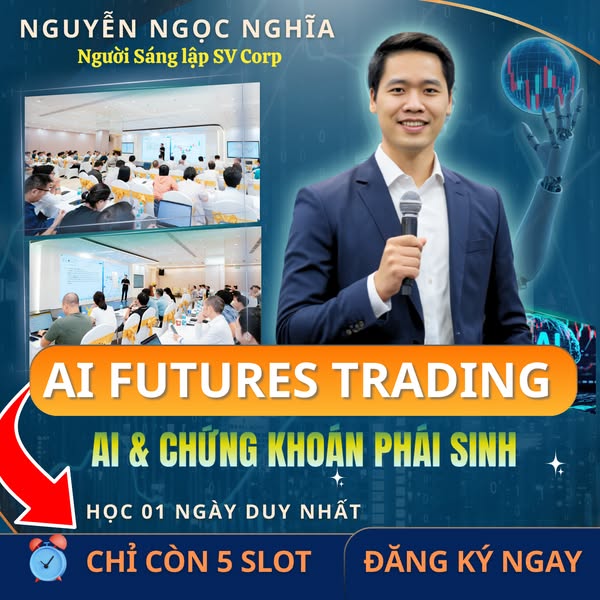 NGUYỄN NGỌC NGHĨA
Người Sáng lập SV Corp
AI
AI FUTURES TRADING
AI & CHỨNG KHOÁN PHÁI SINH
HỌC 01 NGÀY DUY NHẤT
CHỈ CÒN 5 SLOT
ĐĂNG KÝ NGAY